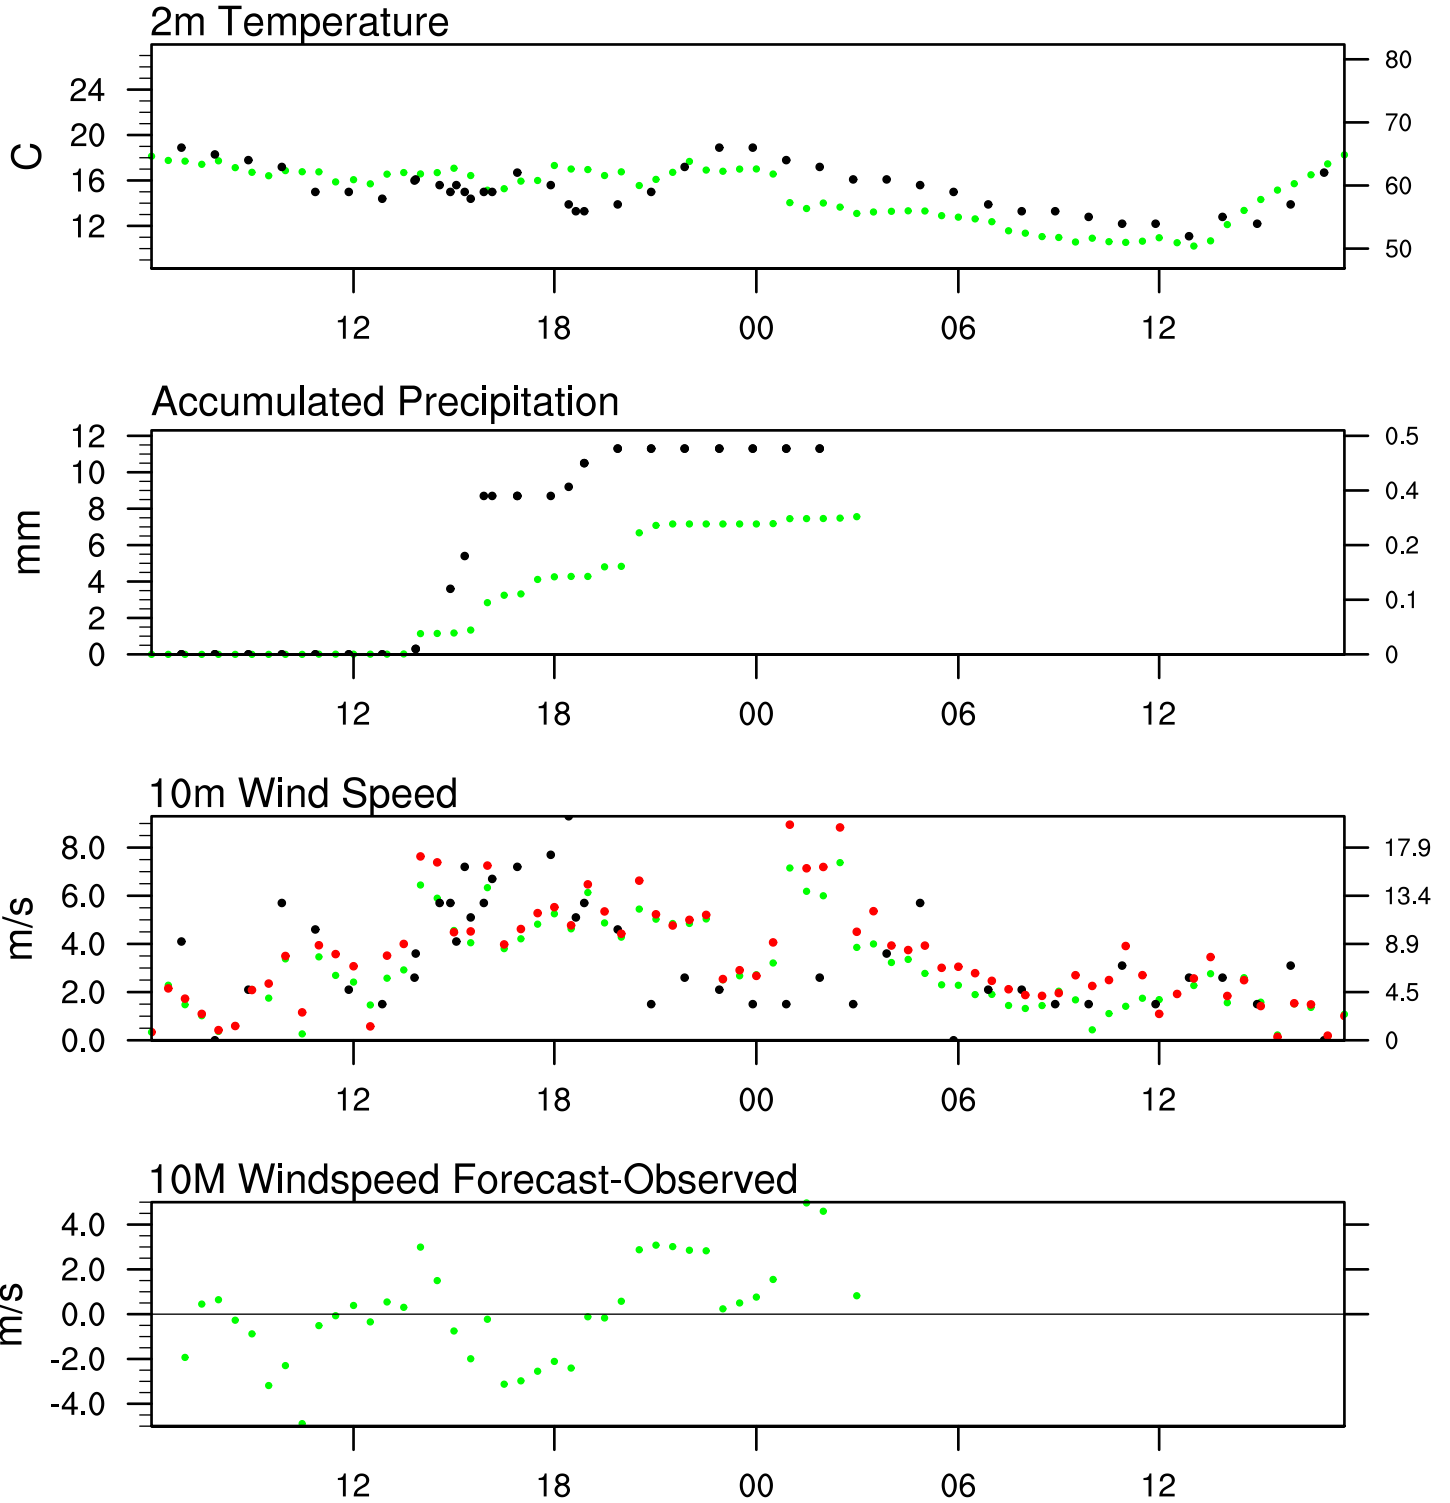 2m Temperature
C
24
20
16
12
80
70
60
50
12 18 00 06 12
Accumulated Precipitation
mm
12
10
8
6
4
2
0
0.5
0.4
0.2
0.1
0
12 18 00 06 12
10m Wind Speed
m/s
8.0
6.0
4.0
2.0
0.0
17.9
13.4
8.9
4.5
0
12 18 00 06 12
10M Windspeed Forecast-Observed
m/s
4.0
2.0
0.0
-2.0
-4.0
12 18 00 06 12